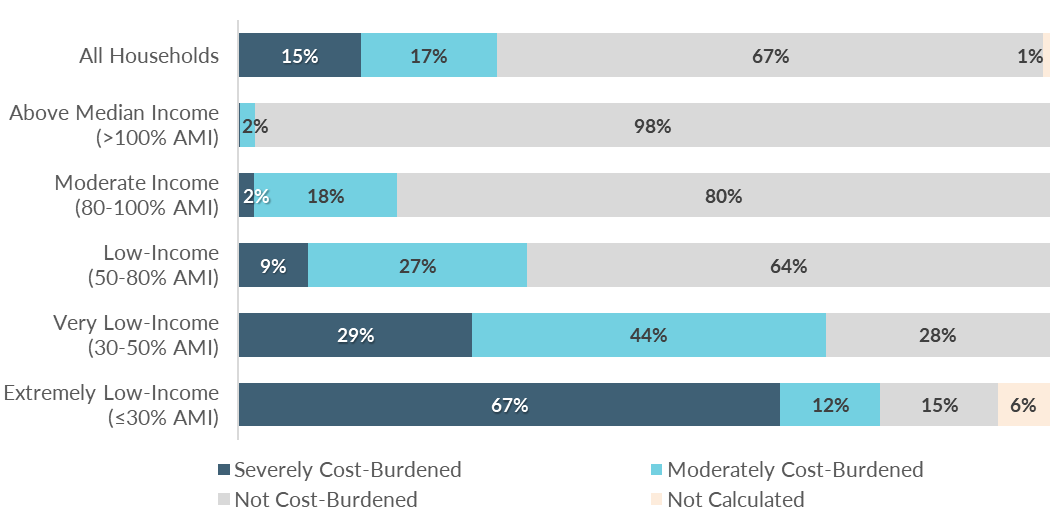 All Households
15%
17%
67%
1%
Above Median Income
(>100% AMI)
2%
98%
Moderate Income
(80-100% AMI)
2%
18%
80%
Low-Income
(50-80% AMI)
9%
27%
64%
Very Low-Income
(30-50% AMI)
29%
44%
28%
Extremely Low-Income
(≤30% AMI)
67%
12%
15%
6%
Severely Cost-Burdened
Moderately Cost-Burdened
Not Cost-Burdened
Not Calculated